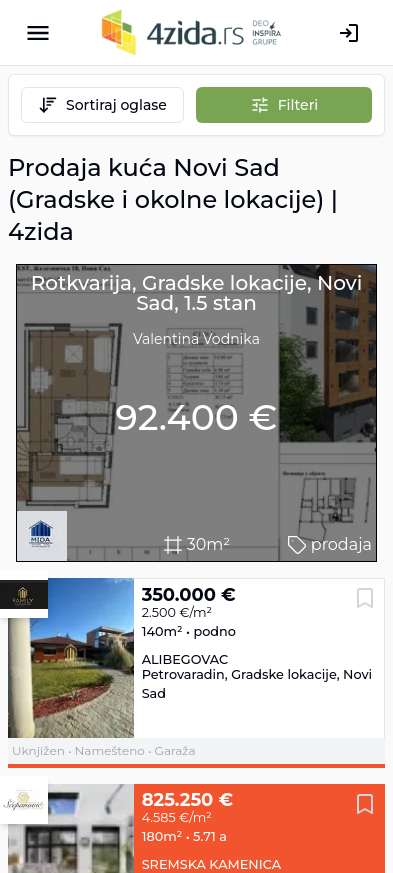 4zida.rs
DEO
INSPIRA
GRUPE
Sortiraj oglase
Filteri
Prodaja kuća Novi Sad
(Gradske i okolne lokacije) |
4zida
Rotkvarija, Gradske lokacije, Novi
Sad, 1.5 stan
Valentina Vodnika
92.400 €
MIDA
30m²
prodaja
FAMILY
350.000 €
2.500 €/m²
140m² • podno
ALIBEGOVAC
Petrovaradin, Gradske lokacije, Novi
Sad
Uknjižen • Namešteno • Garaža
Šćepanović
825.250 €
4.585 €/m²
180m² • 5.71 a
SREMSKA KAMENICA